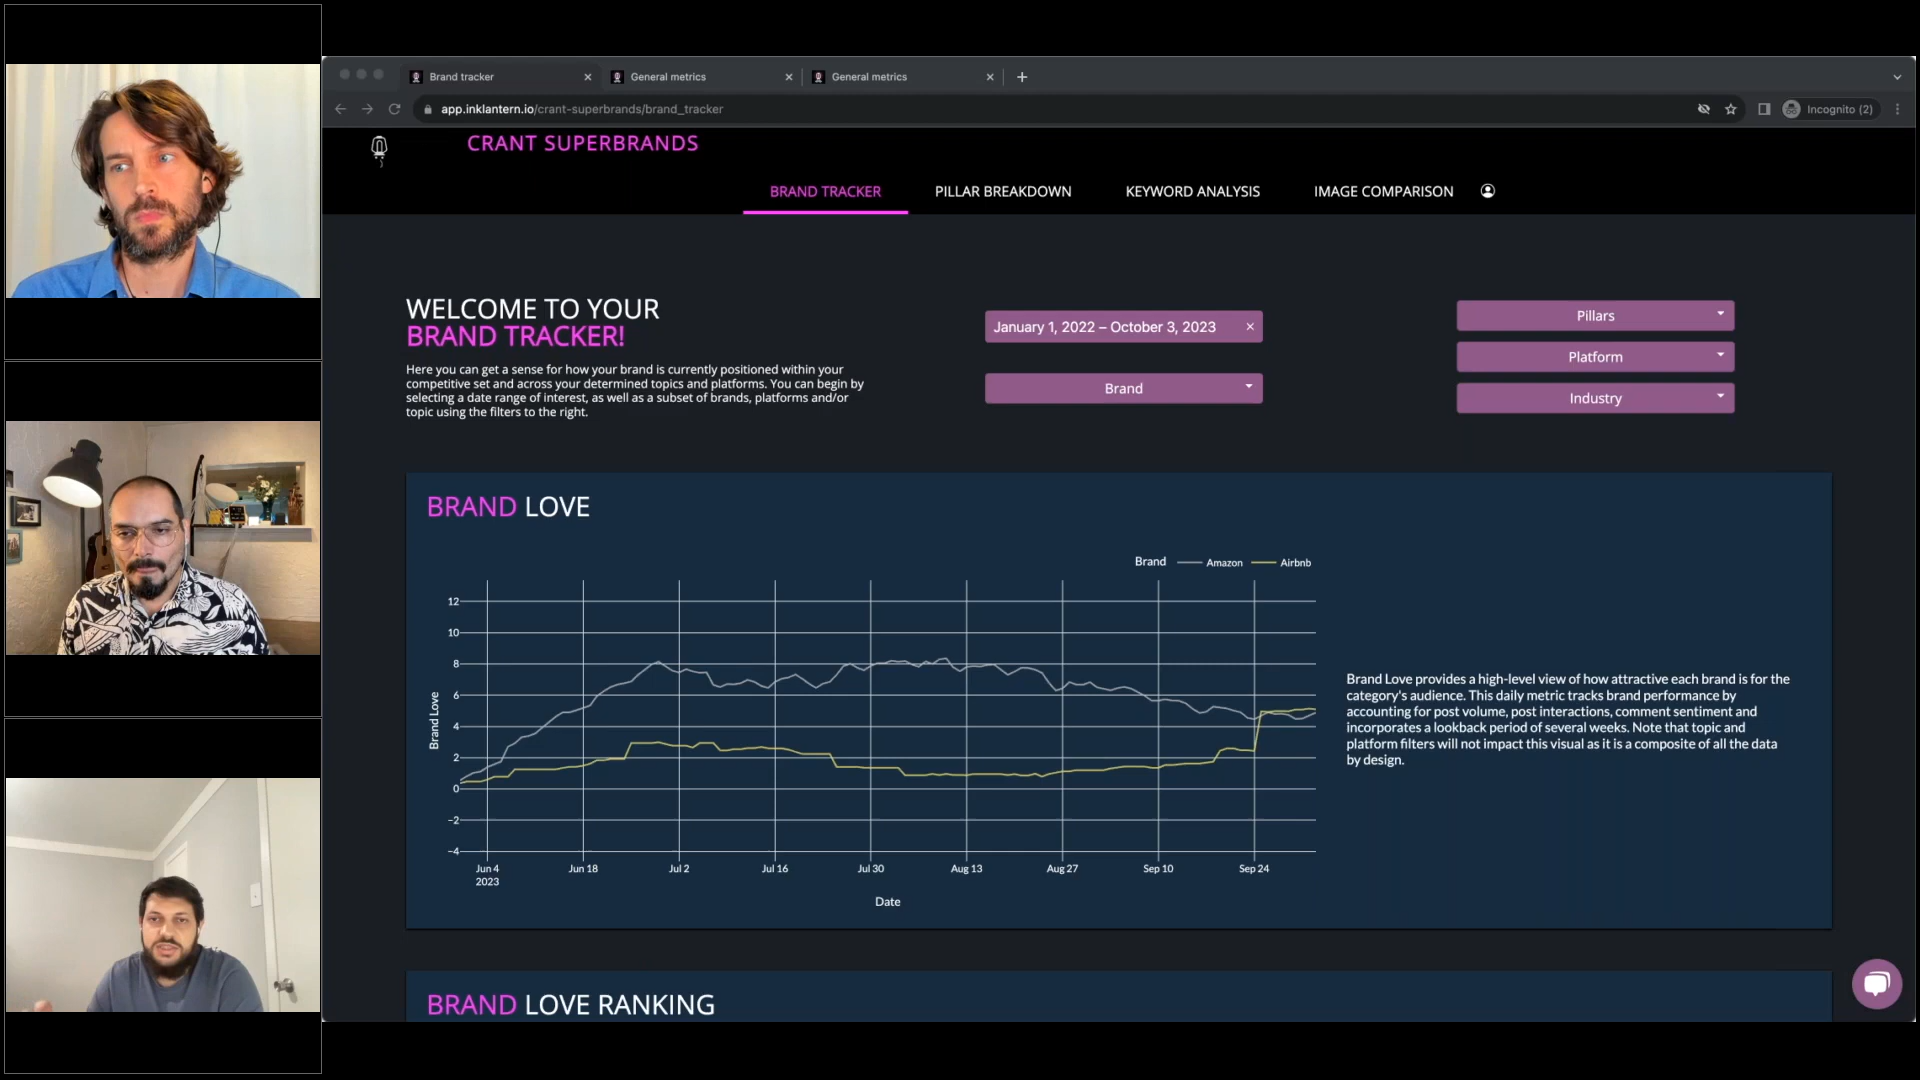 Brand tracker
General metrics
General metrics
app.inklantern.io/crant-superbrands/brand_tracker
Incognito (2)
CRANT SUPERBRANDS
BRAND TRACKER
PILLAR BREAKDOWN
KEYWORD ANALYSIS
IMAGE COMPARISON
WELCOME TO YOUR
BRAND TRACKER!
Here you can get a sense for how your brand is currently positioned within your
competitive set and across your determined topics and platforms. You can begin by
selecting a date range of interest, as well as a subset of brands, platforms and/or
topic using the filters to the right.
January 1, 2022 – October 3, 2023 ×
Brand
Pillars
Platform
Industry
BRAND LOVE
Brand Amazon Airbnb
12
10
8
6
4
2
0
−2
−4
Brand Love
Jun 4 Jun 18 Jul 2 Jul 16 Jul 30 Aug 13 Aug 27 Sep 10 Sep 24
2023
Date
Brand Love provides a high-level view of how attractive each brand is for the
category's audience. This daily metric tracks brand performance by
accounting for post volume, post interactions, comment sentiment and
incorporates a lookback period of several weeks. Note that topic and
platform filters will not impact this visual as it is a composite of all the data
by design.
BRAND LOVE RANKING